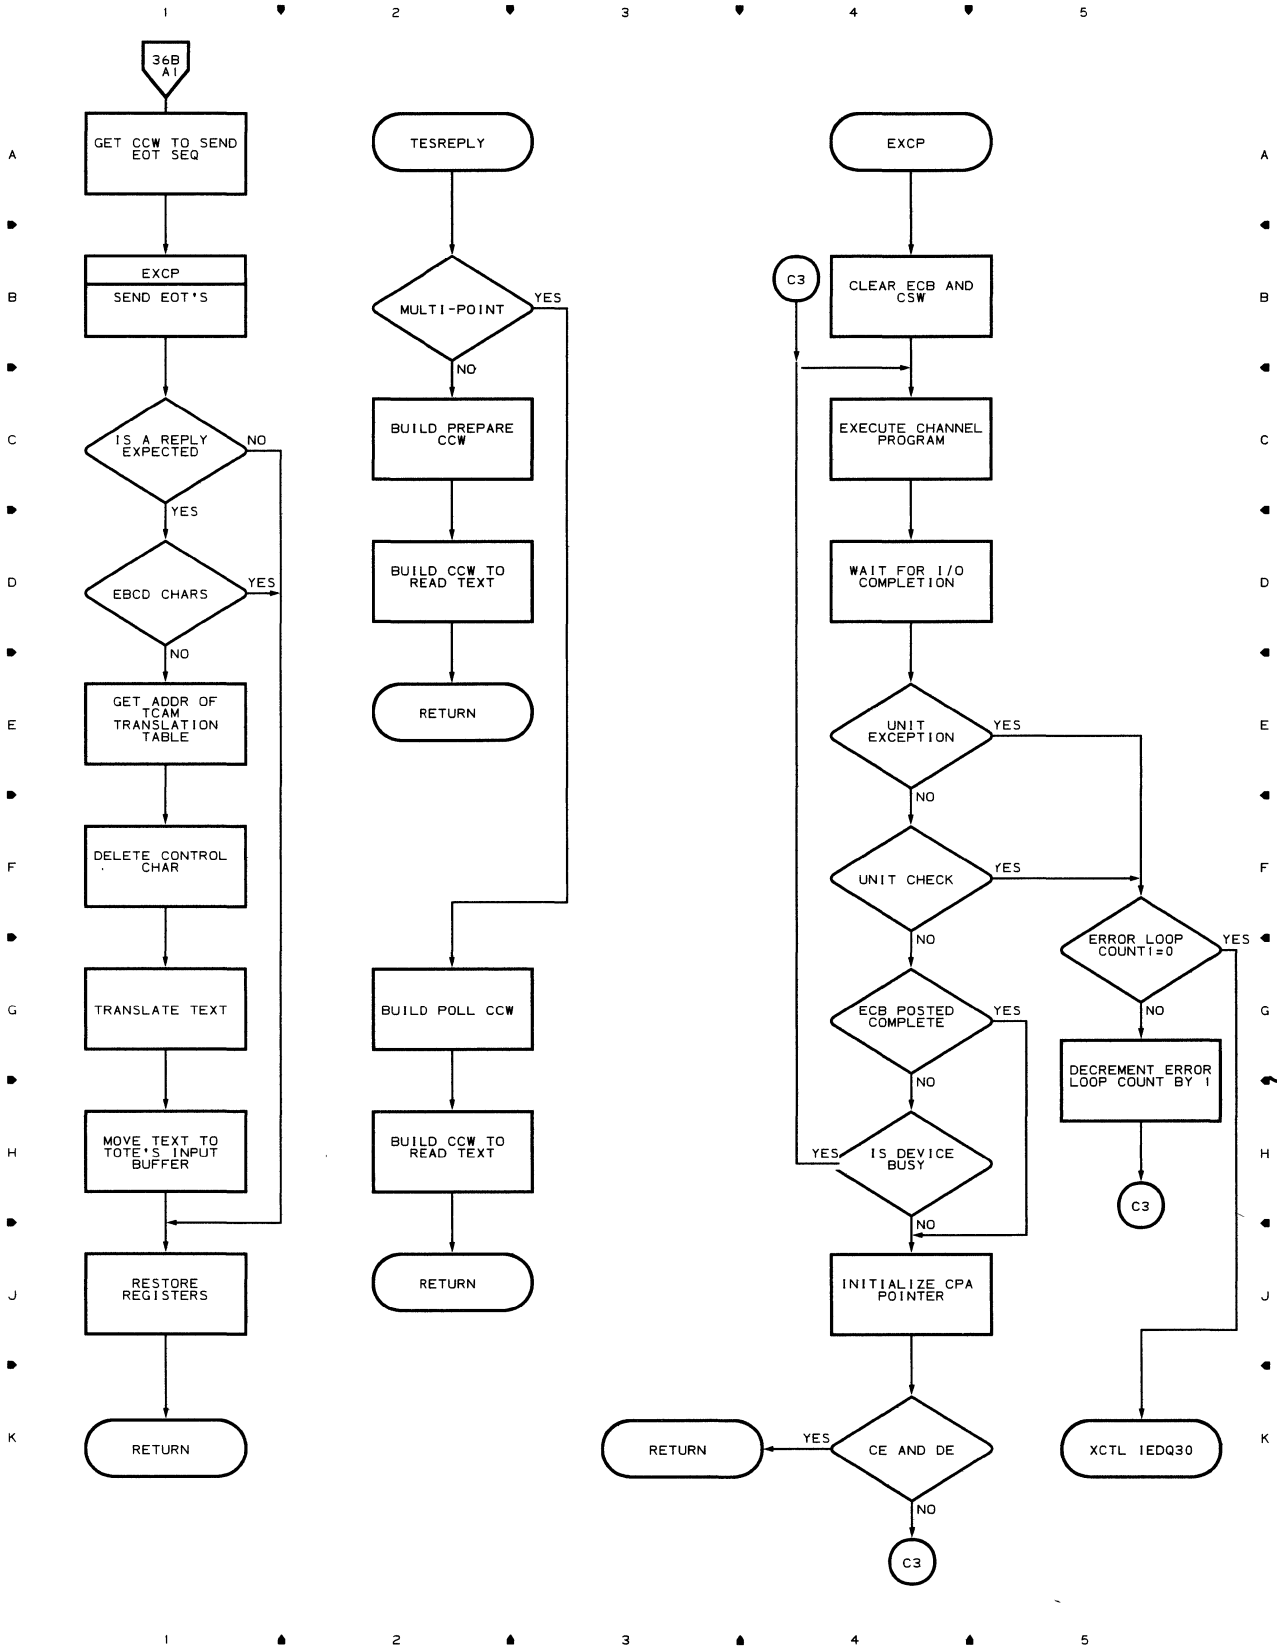 1 2 3 4 5
36B
A1
GET CCW TO SEND
EOT SEQ
TESREPLY
EXCP
A A
EXCP
SEND EOT'S
MULTI-POINT
YES
NO
C3
CLEAR ECB AND
CSW
B B
IS A REPLY
EXPECTED
NO
YES
BUILD PREPARE
CCW
EXECUTE CHANNEL
PROGRAM
C C
EBCD CHARS
YES
NO
BUILD CCW TO
READ TEXT
WAIT FOR I/O
COMPLETION
D D
GET ADDR OF
TCAM
TRANSLATION
TABLE
RETURN
UNIT
EXCEPTION
YES
NO
E E
DELETE CONTROL
CHAR
UNIT CHECK
YES
NO
F F
ERROR LOOP
COUNT1=0
YES
NO
TRANSLATE TEXT
BUILD POLL CCW
ECB POSTED
COMPLETE
YES
NO
G G
DECREMENT ERROR
LOOP COUNT BY 1
MOVE TEXT TO
TOTE'S INPUT
BUFFER
BUILD CCW TO
READ TEXT
YES
IS DEVICE
BUSY
NO
C3
H H
RESTORE
REGISTERS
RETURN
INITIALIZE CPA
POINTER
J J
RETURN
RETURN
YES
CE AND DE
NO
XCTL IEDQ30
K K
C3
1 2 3 4 5